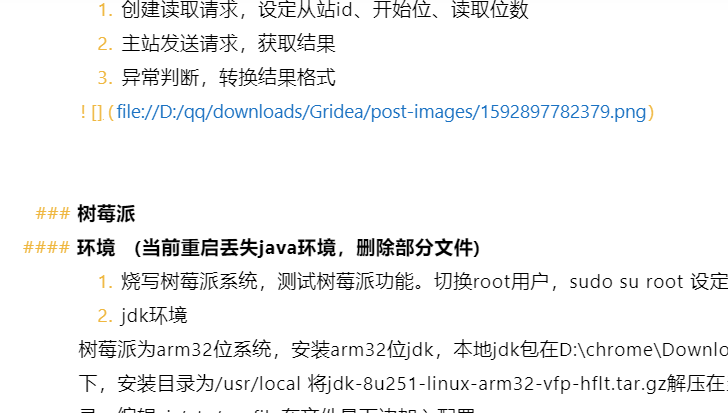 1. 创建读取请求，设定从站id、开始位、读取位数
2. 主站发送请求，获取结果
3. 异常判断，转换结果格式
![](file://D:/qq/downloads/Gridea/post-images/1592897782379.png)
### 树莓派
#### 环境 (当前重启丢失java环境，删除部分文件)
1. 烧写树莓派系统，测试树莓派功能。切换root用户，sudo su root 设定
2. jdk环境
树莓派为arm32位系统，安装arm32位jdk，本地jdk包在D:\chrome\Downlo
下，安装目录为/usr/local 将jdk-8u251-linux-arm32-vfp-hflt.tar.gz解压在